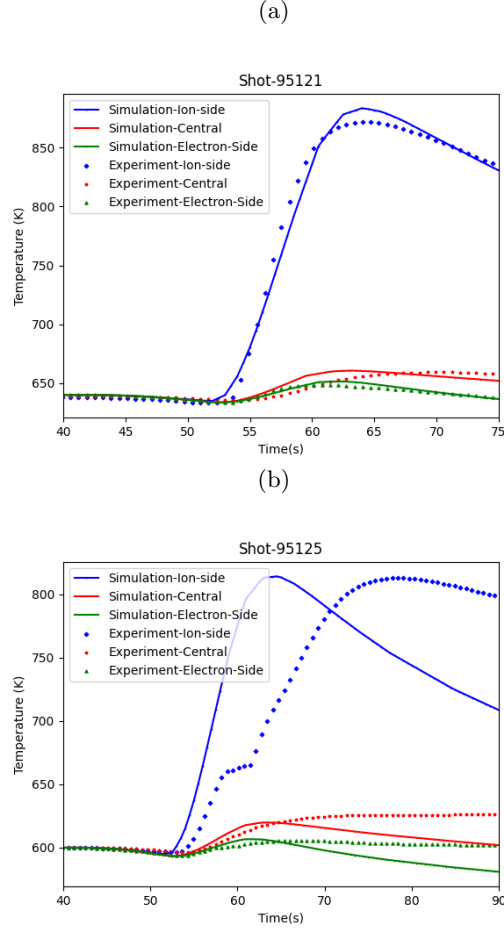 (a)
Shot-95121
Simulation-Ion-side
Simulation-Central
Simulation-Electron-Side
Experiment-Ion-side
Experiment-Central
Experiment-Electron-Side
Temperature (K)
850
800
750
700
650
40 45 50 55 60 65 70 75
Time(s)
(b)
Shot-95125
Simulation-Ion-side
Simulation-Central
Simulation-Electron-Side
Experiment-Ion-side
Experiment-Central
Experiment-Electron-Side
Temperature (K)
800
750
700
650
600
40 50 60 70 80 90
Time(s)